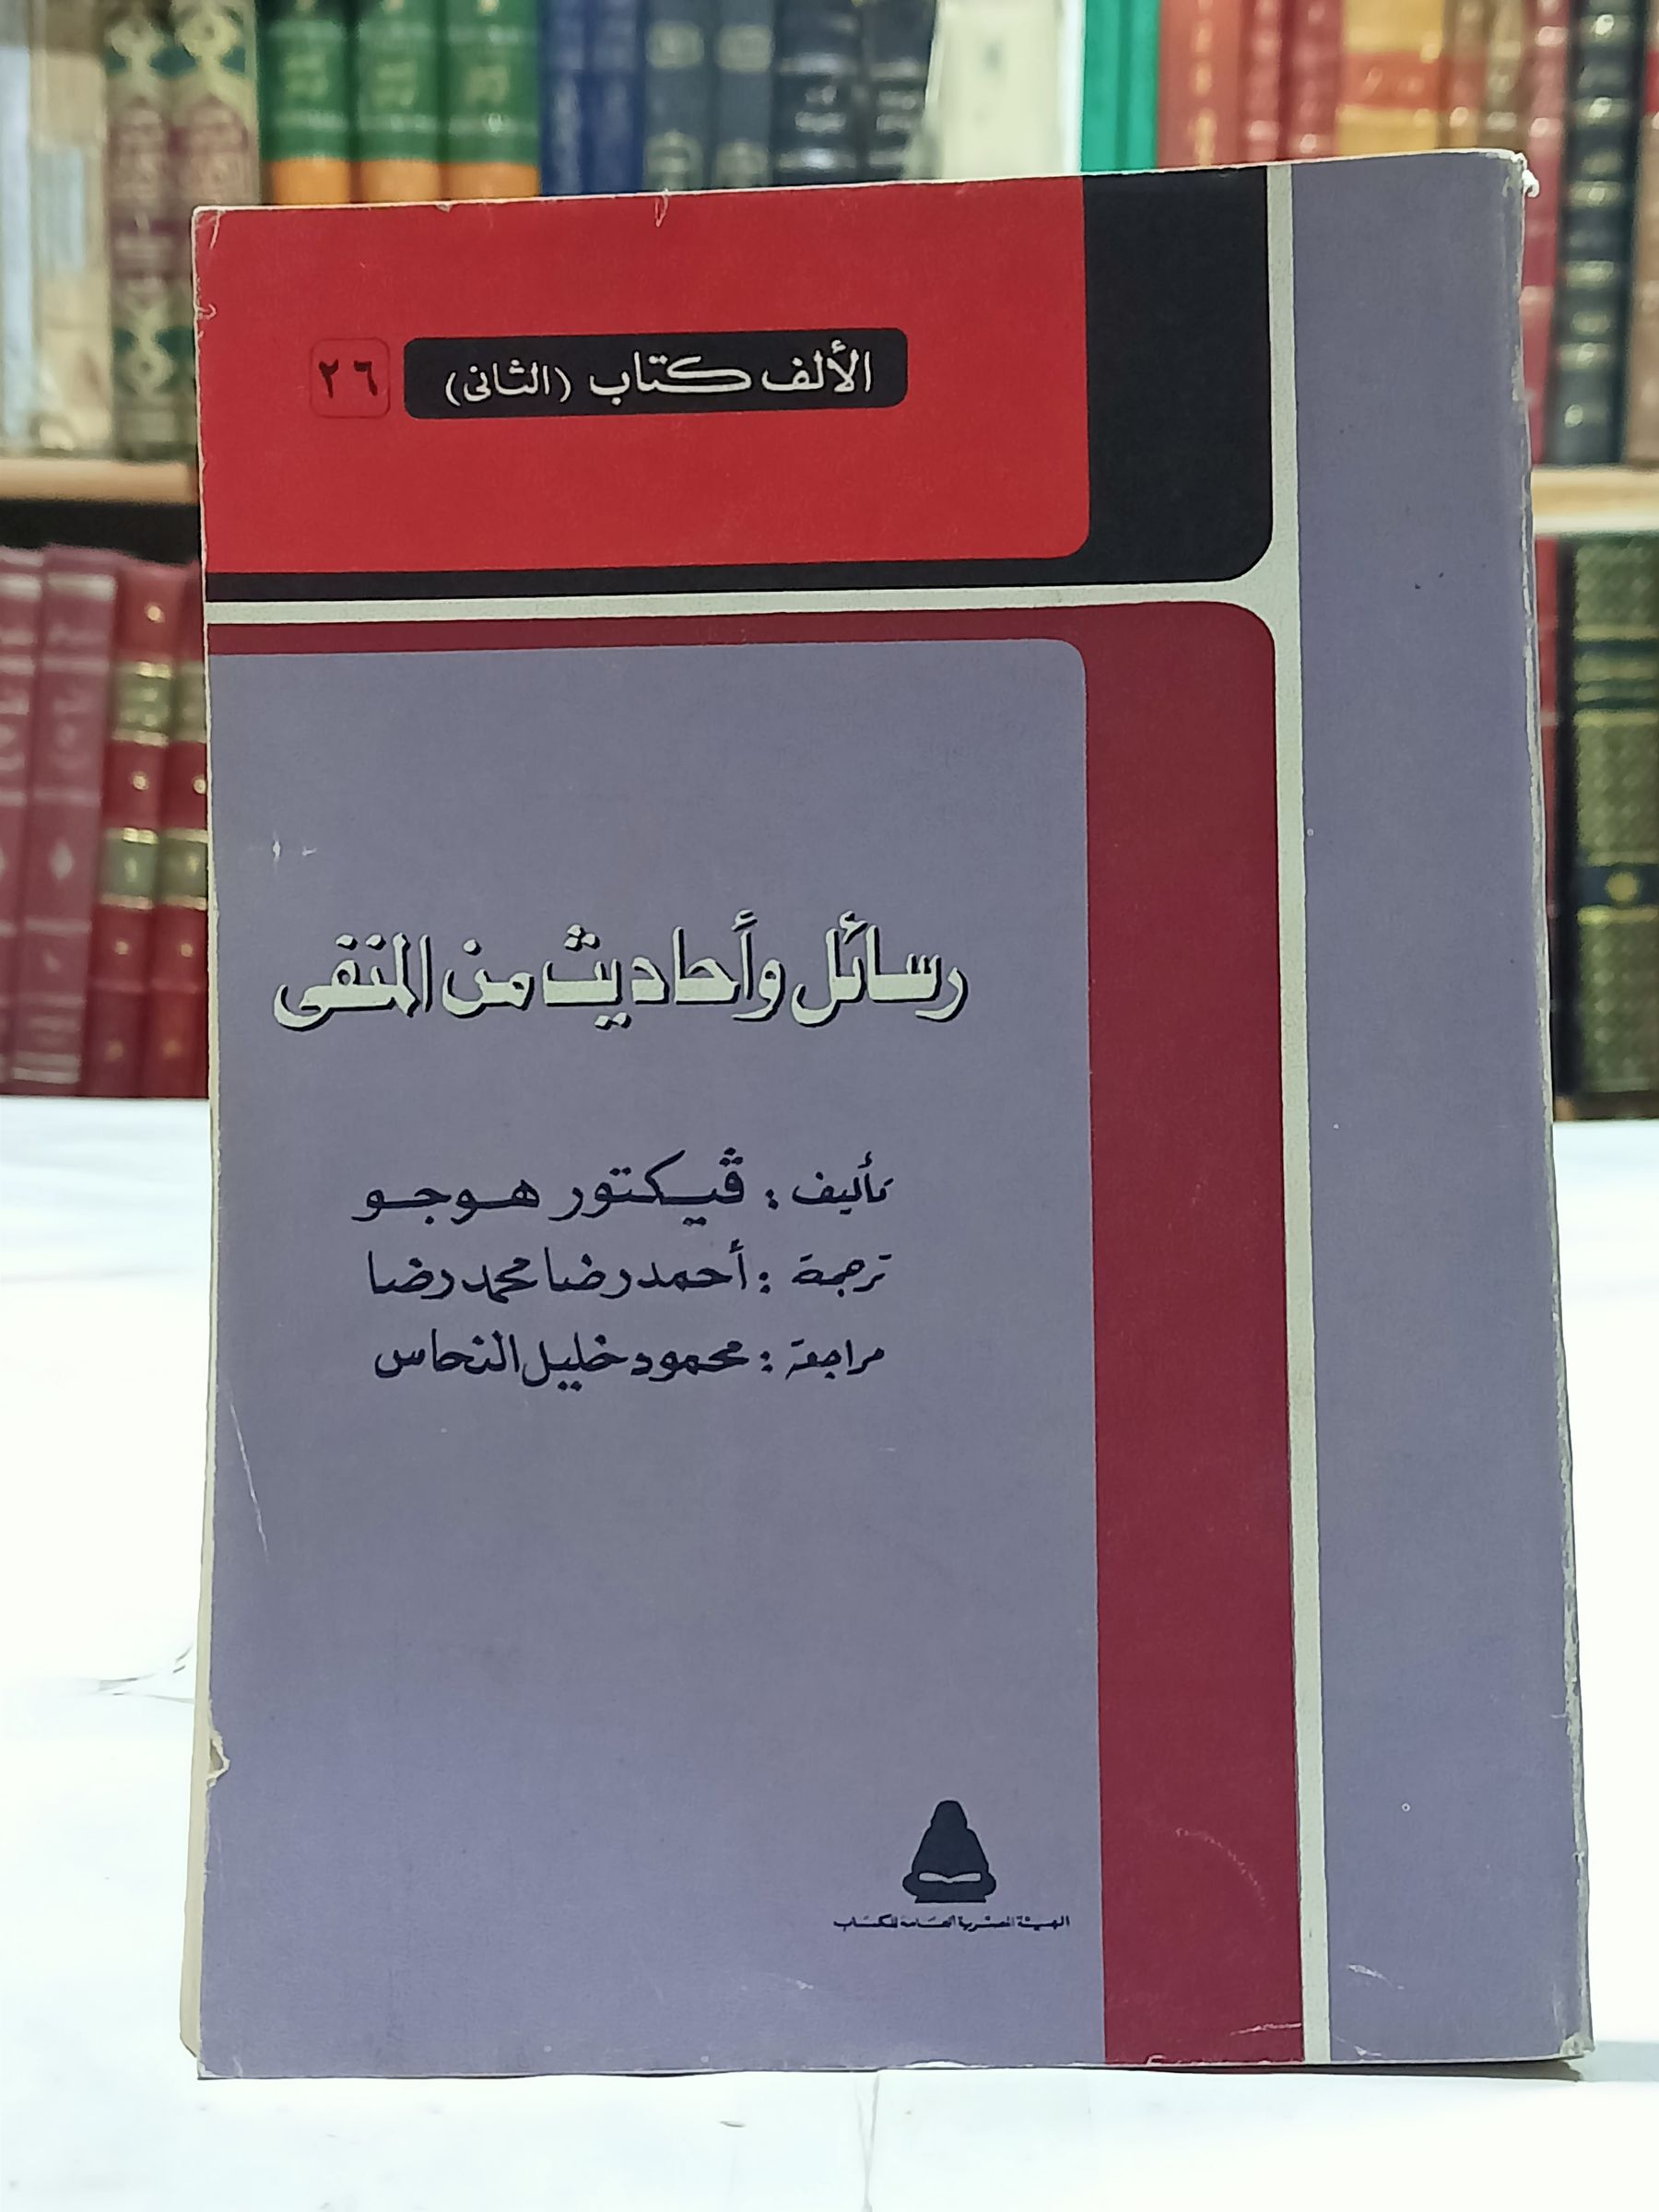 الألف كتاب (الثانى) ٢٦
رسائل وأحاديث من المنفى
تأليف : ڤيكتور هوجو
ترجمة : أحمد رضا محمد رضا
مراجعة : محمود خليل النحاس
الهيئة المصرية العامة للكتاب